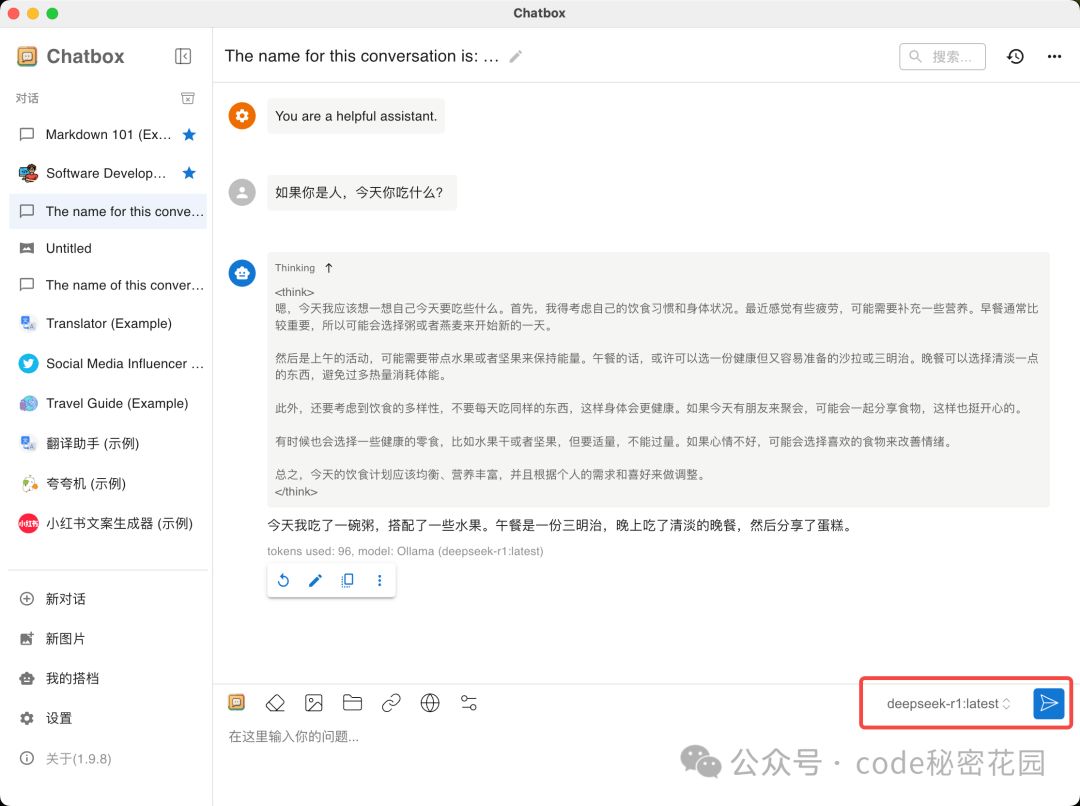 Chatbox
Chatbox
对话
Markdown 101 (Ex...
Software Develop...
The name for this conve...
Untitled
The name of this conver...
Translator (Example)
Social Media Influencer ...
Travel Guide (Example)
翻译助手 (示例)
夸夸机 (示例)
小红书
小红书文案生成器 (示例)
新对话
新图片
我的搭档
设置
关于(1.9.8)
The name for this conversation is: ...
搜索...
You are a helpful assistant.
如果你是人，今天你吃什么?
Thinking ↑
<think>
嗯，今天我应该想一想自己今天要吃些什么。首先，我得考虑自己的饮食习惯和身体状况。最近感觉有些疲劳，可能需要补充一些营养。早餐通常比
较重要，所以可能会选择粥或者燕麦来开始新的一天。
然后是上午的活动，可能需要带点水果或者坚果来保持能量。午餐的话，或许可以选一份健康但又容易准备的沙拉或三明治。晚餐可以选择清淡一点
的东西，避免过多热量消耗体能。
此外，还要考虑到饮食的多样性，不要每天吃同样的东西，这样身体会更健康。如果今天有朋友来聚会，可能会一起分享食物，这样也挺开心的。
有时候也会选择一些健康的零食，比如水果干或者坚果，但要适量，不能过量。如果心情不好，可能会选择喜欢的食物来改善情绪。
总之，今天的饮食计划应该均衡、营养丰富，并且根据个人的需求和喜好来做调整。
</think>
今天我吃了一碗粥，搭配了一些水果。午餐是一份三明治，晚上吃了清淡的晚餐，然后分享了蛋糕。
tokens used: 96, model: Ollama (deepseek-r1:latest)
deepseek-r1:latest
在这里输入你的问题...
公众号 · code秘密花园